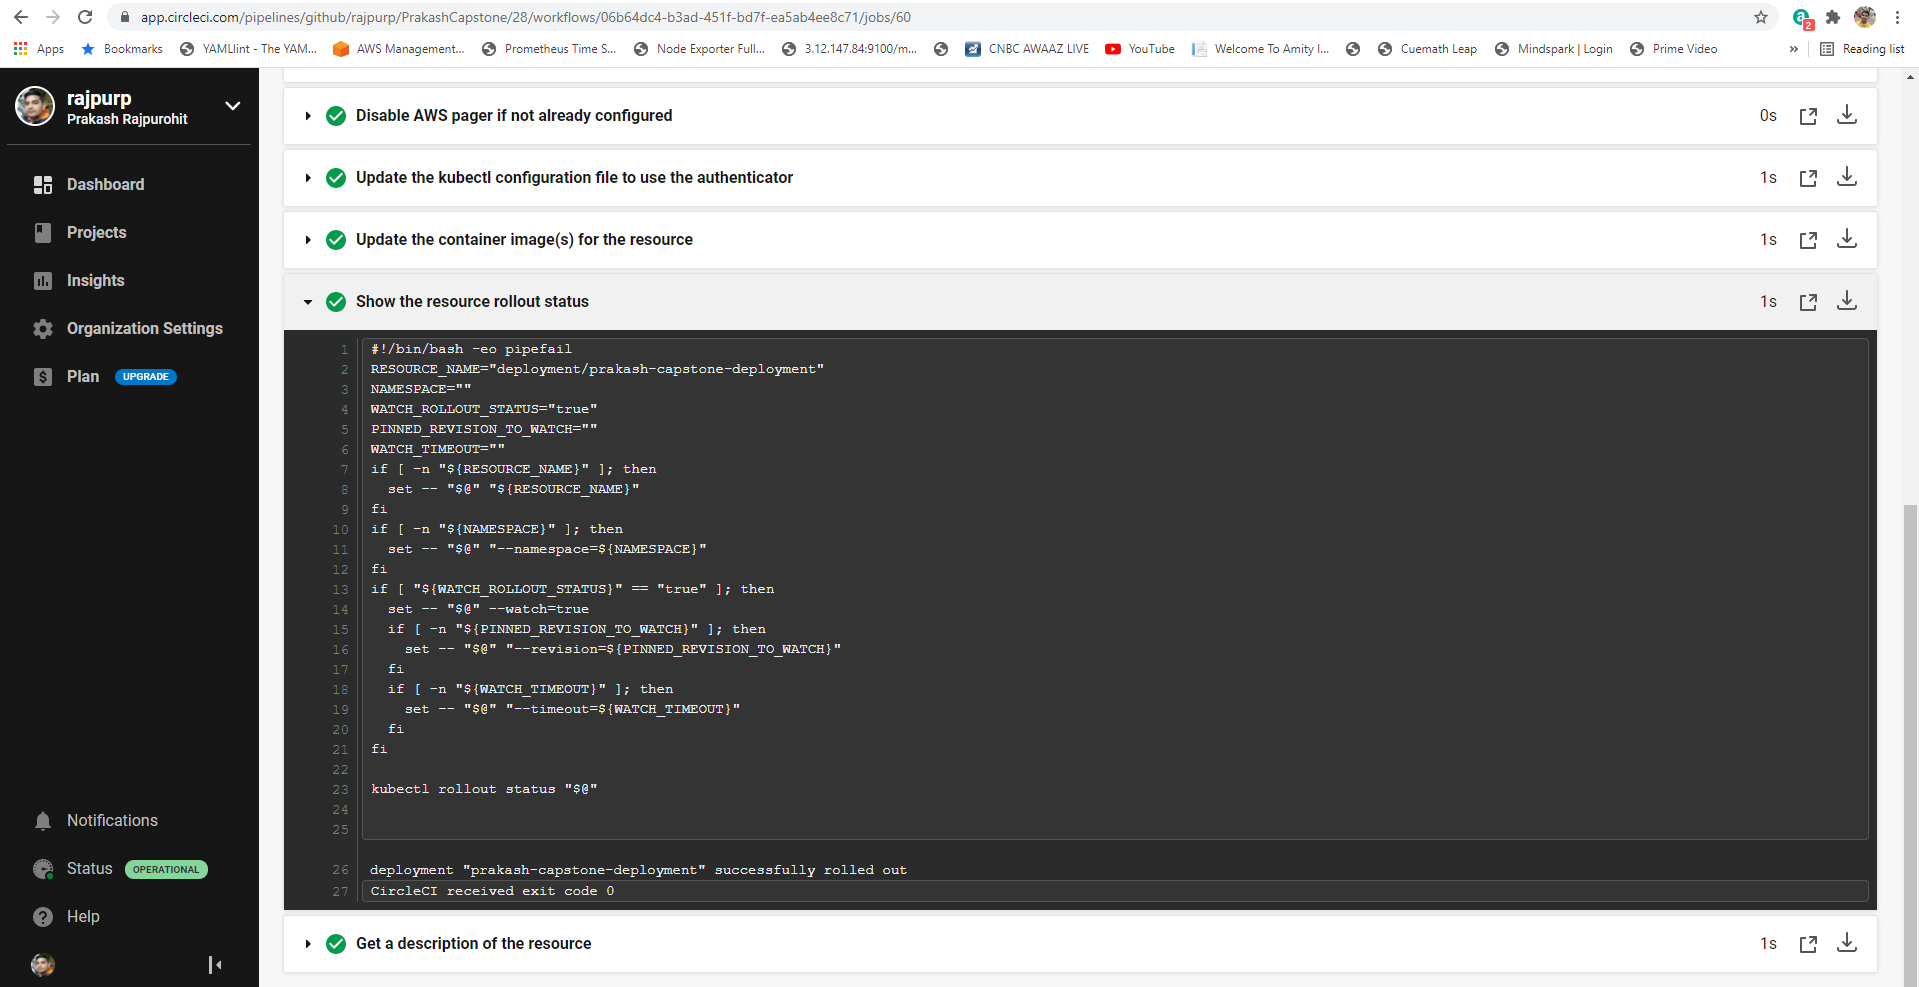 app.circleci.com/pipelines/github/rajpurp/PrakashCapstone/28/workflows/06b64dc4-b3ad-451f-bd7f-ea5ab4ee8c71/jobs/60
2
Apps Bookmarks YAMLlint - The YAM... AWS Management... Prometheus Time S... Node Exporter Full... 3.12.147.84:9100/m... CNBC AWAAZ LIVE YouTube Welcome To Amity I... Cuemath Leap Mindspark | Login Prime Video » Reading list
rajpurp
Prakash Rajpurohit
Dashboard
Projects
Insights
Organization Settings
Plan UPGRADE
Notifications
Status OPERATIONAL
Help
Disable AWS pager if not already configured 0s
Update the kubectl configuration file to use the authenticator 1s
Update the container image(s) for the resource 1s
Show the resource rollout status 1s
1 #!/bin/bash -eo pipefail
2 RESOURCE_NAME="deployment/prakash-capstone-deployment"
3 NAMESPACE=""
4 WATCH_ROLLOUT_STATUS="true"
5 PINNED_REVISION_TO_WATCH=""
6 WATCH_TIMEOUT=""
7 if [ -n "${RESOURCE_NAME}" ]; then
8   set -- "$@" "${RESOURCE_NAME}"
9 fi
10 if [ -n "${NAMESPACE}" ]; then
11   set -- "$@" "--namespace=${NAMESPACE}"
12 fi
13 if [ "${WATCH_ROLLOUT_STATUS}" == "true" ]; then
14   set -- "$@" --watch=true
15   if [ -n "${PINNED_REVISION_TO_WATCH}" ]; then
16     set -- "$@" "--revision=${PINNED_REVISION_TO_WATCH}"
17   fi
18   if [ -n "${WATCH_TIMEOUT}" ]; then
19     set -- "$@" "--timeout=${WATCH_TIMEOUT}"
20   fi
21 fi
22
23 kubectl rollout status "$@"
24
25
26 deployment "prakash-capstone-deployment" successfully rolled out
27 CircleCI received exit code 0
Get a description of the resource 1s